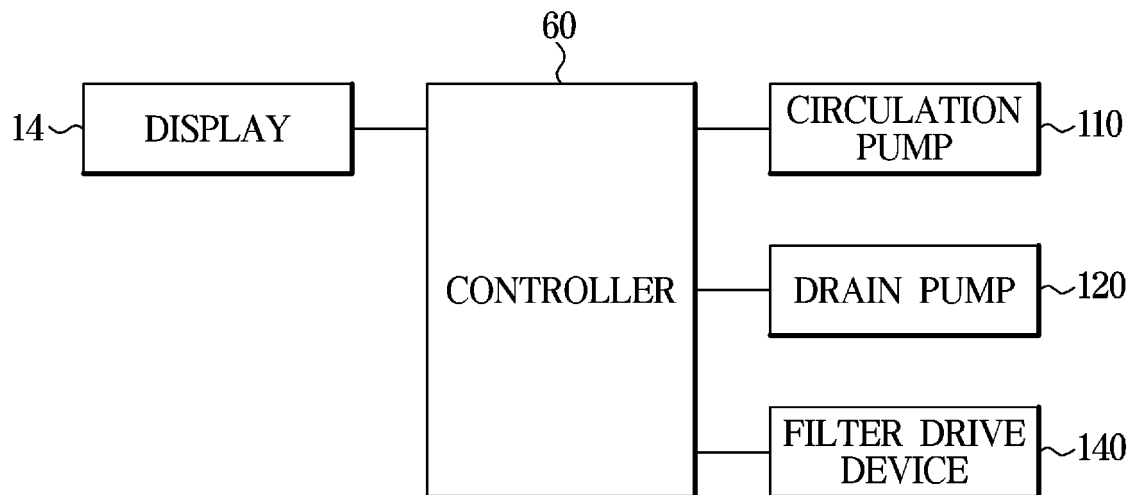 60
14
DISPLAY
CIRCULATION
PUMP
110
CONTROLLER
DRAIN PUMP
120
FILTER DRIVE
DEVICE
140